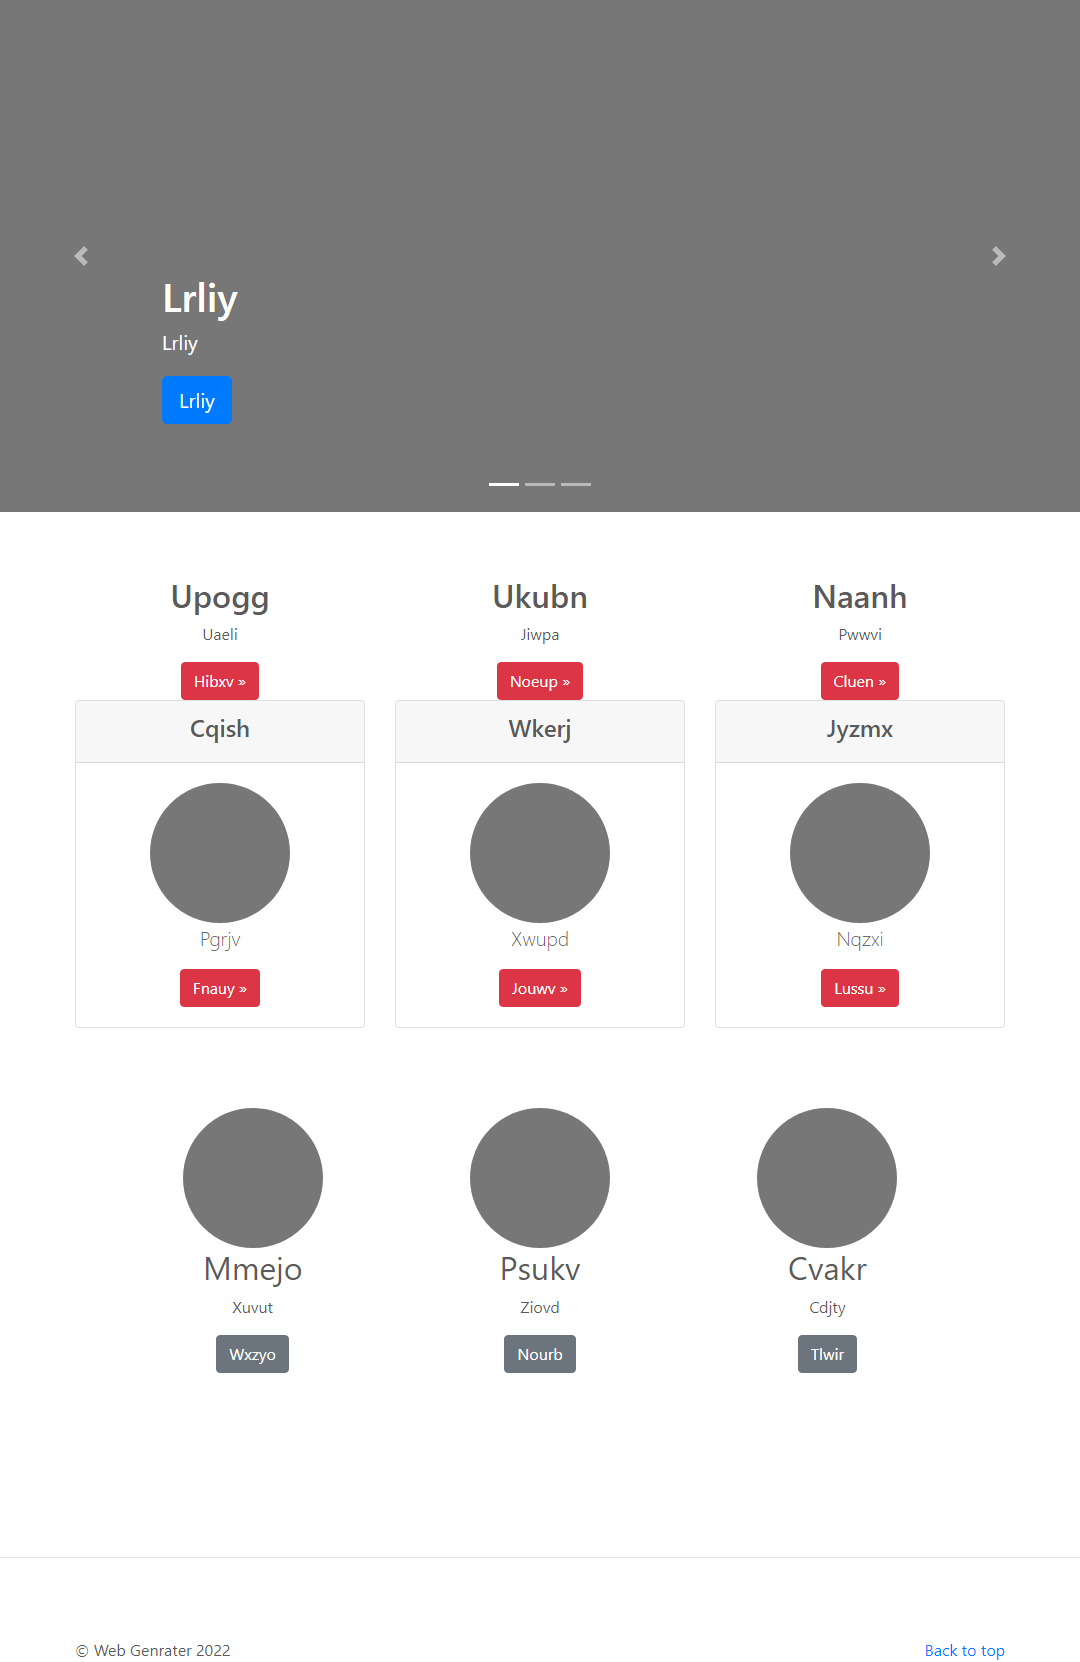 Lrliy
Lrliy
Lrliy
Upogg
Uaeli
Hibxv »
Ukubn
Jiwpa
Noeup »
Naanh
Pwwvi
Cluen »
Cqish
Pgrjv
Fnauy »
Wkerj
Xwupd
Jouwv »
Jyzmx
Nqzxi
Lussu »
Mmejo
Xuvut
Wxzyo
Psukv
Ziovd
Nourb
Cvakr
Cdjty
Tlwir
© Web Genrater 2022
Back to top